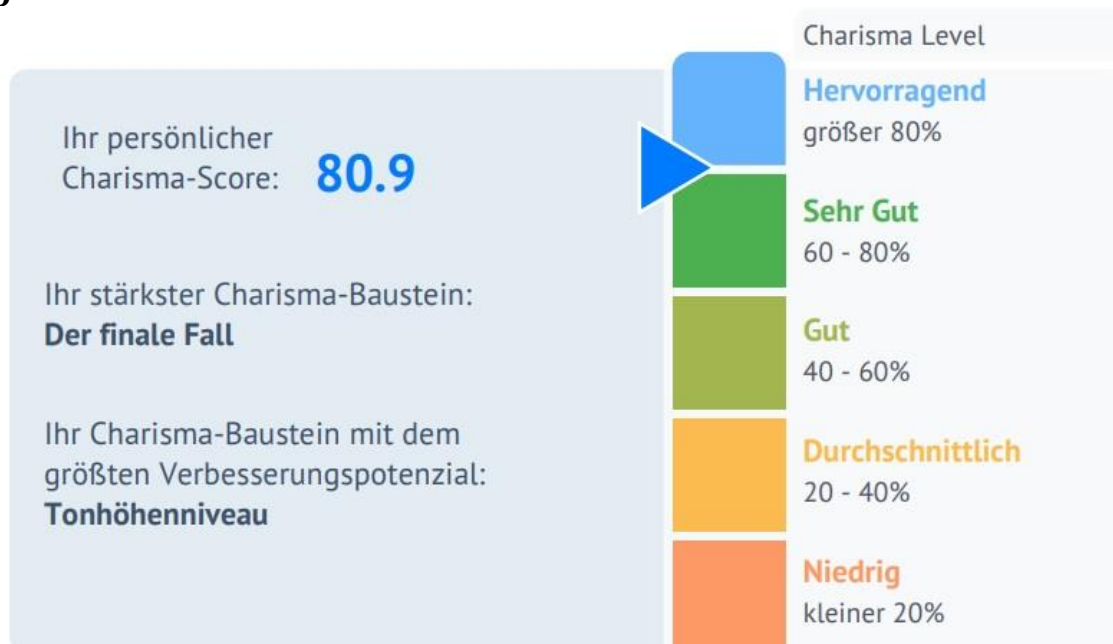 Ihr persönlicher
Charisma-Score: 80.9
Ihr stärkster Charisma-Baustein:
Der finale Fall
Ihr Charisma-Baustein mit dem
größten Verbesserungspotenzial:
Tonhöhenniveau
Charisma Level
Hervorragend
größer 80%
Sehr Gut
60 - 80%
Gut
40 - 60%
Durchschnittlich
20 - 40%
Niedrig
kleiner 20%